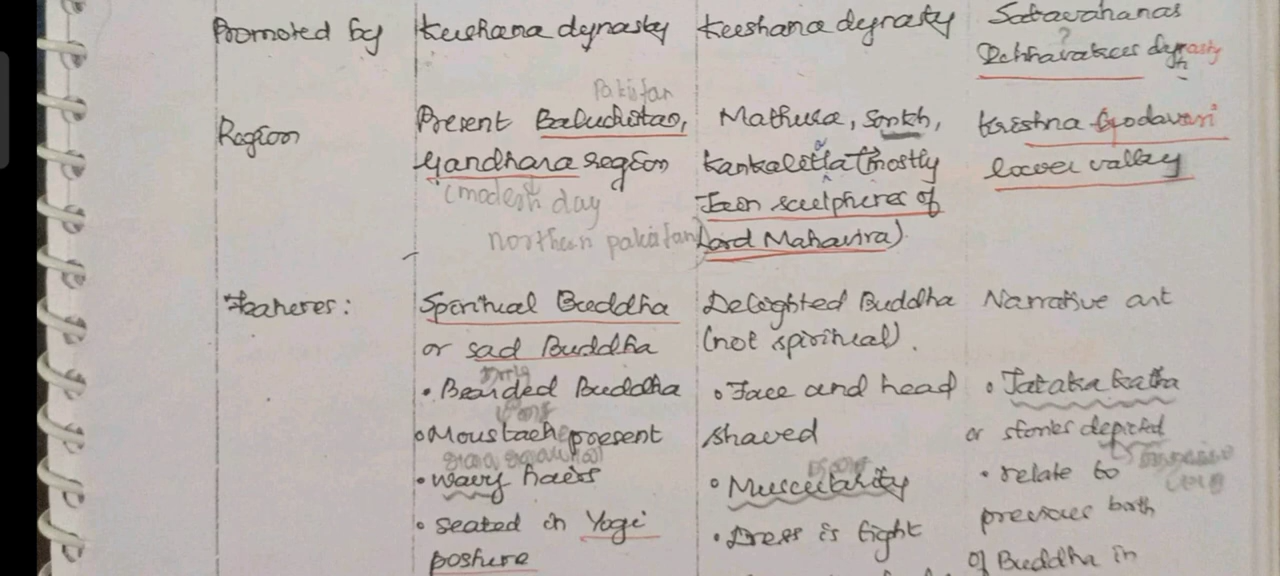 Promoted by
Kushana dynasty
Kushana dynasty
Satavahanas
?
Ikhhavakus dynasty
Region
Pakistan
Present Baluchistan,
Gandhara region
(modern day
northern pakistan)
Mathura, Sonkh,
Kankalitila (mostly
Jain sculptures of
Lord Mahavira)
Krishna Godavari
lower valley
Features:
Spiritual Buddha
or sad Buddha
• Bearded Buddha
• Moustach present
• wavy hairs
• seated in Yogi
posture
Delighted Buddha
(not spiritual).
• Face and head
shaved
• Muscularity
• Dress is tight
Narrative art
• Jataka Katha
or stories depicted
• relate to
previous birth
of Buddha in